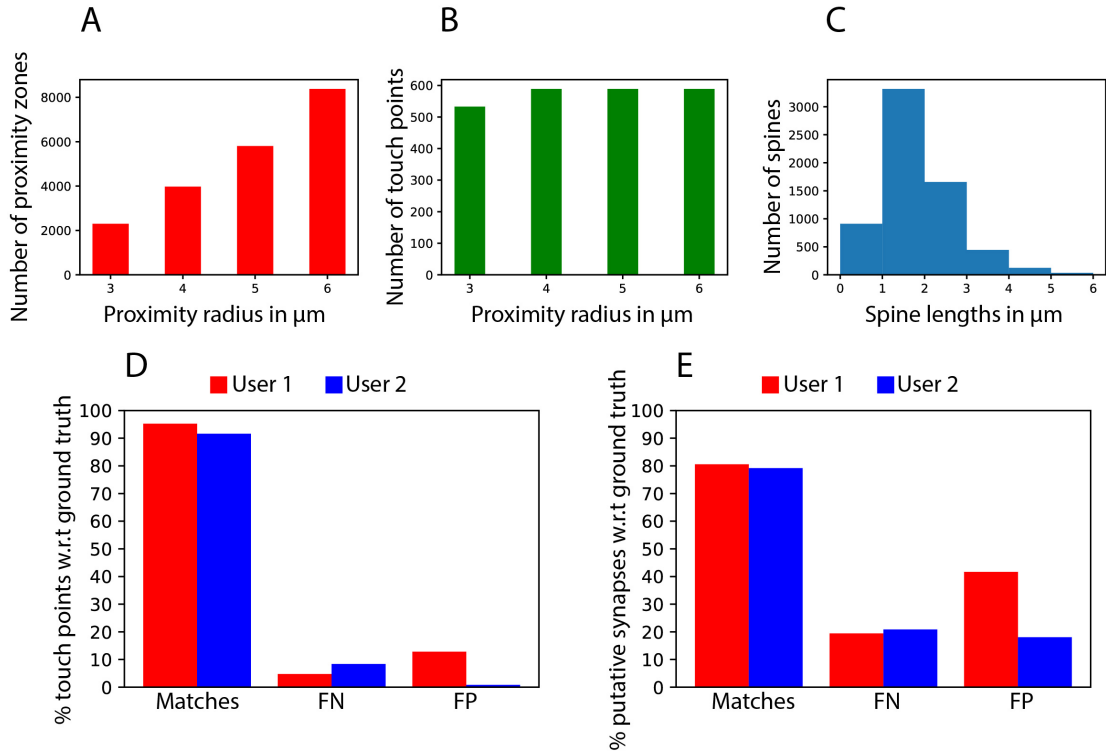 A
Number of proximity zones
8000
6000
4000
2000
0
3 4 5 6
Proximity radius in µm
B
Number of touch points
600
500
400
300
200
100
0
3 4 5 6
Proximity radius in µm
C
Number of spines
3000
2500
2000
1500
1000
500
0
0 1 2 3 4 5 6
Spine lengths in µm
D
User 1 User 2
% touch points w.r.t ground truth
100
90
80
70
60
50
40
30
20
10
0
Matches FN FP
E
User 1 User 2
% putative synapses w.r.t ground truth
100
90
80
70
60
50
40
30
20
10
0
Matches FN FP